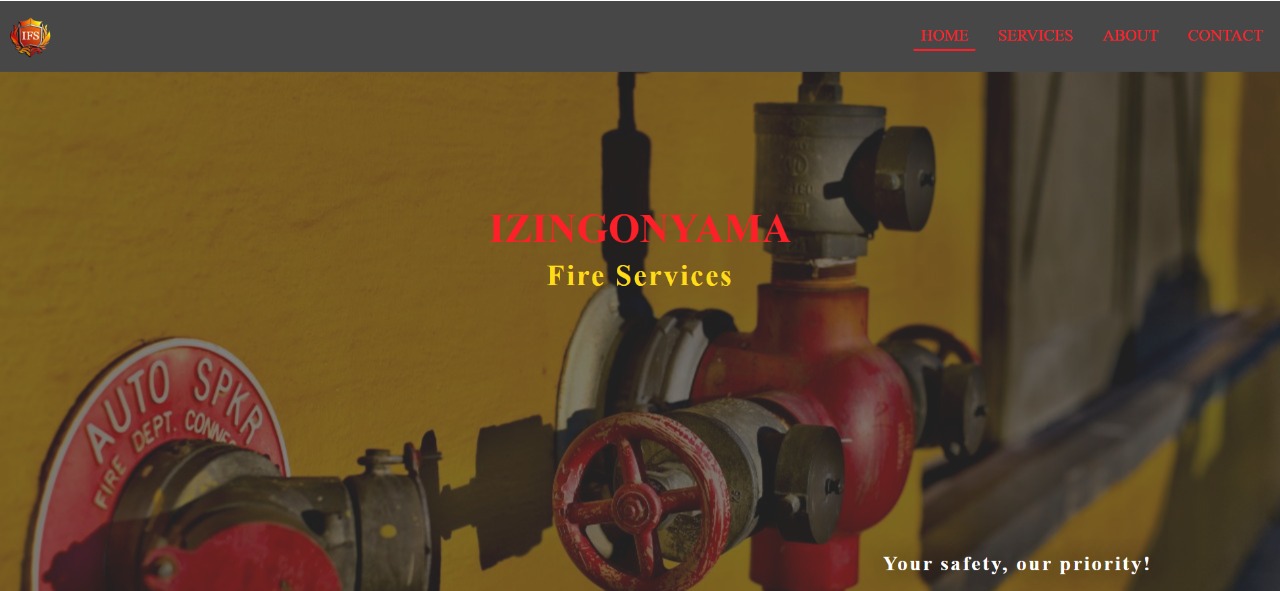 IFS
HOME SERVICES ABOUT CONTACT
IZINGONYAMA
Fire Services
AUTO SPKR
FIRE DEPT. CONNE
Your safety, our priority!